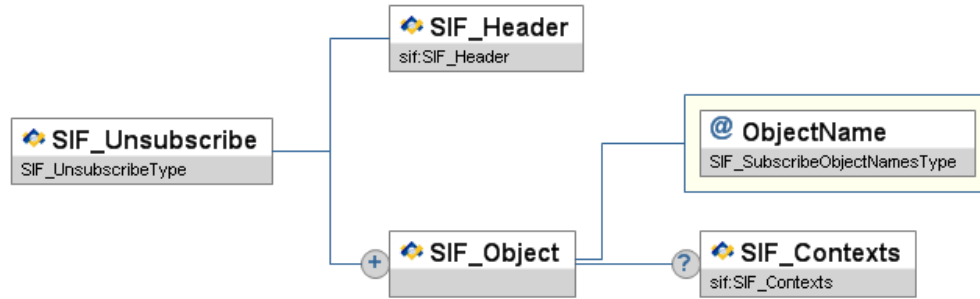 SIF_Header
sif:SIF_Header
SIF_Unsubscribe
SIF_UnsubscribeType
@ ObjectName
SIF_SubscribeObjectNamesType
+ SIF_Object
? SIF_Contexts
sif:SIF_Contexts